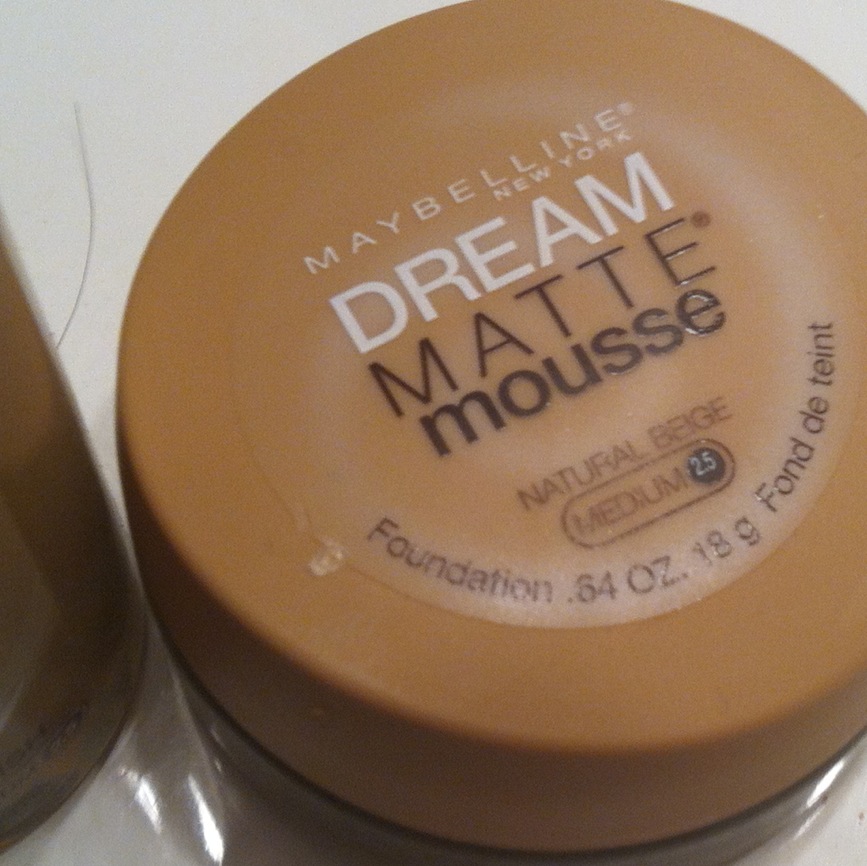 MAYBELLINE®
NEW YORK
DREAM
MATTE®
mousse
NATURAL BEIGE
MEDIUM 2.5
Foundation .64 OZ. 18 g Fond de teint